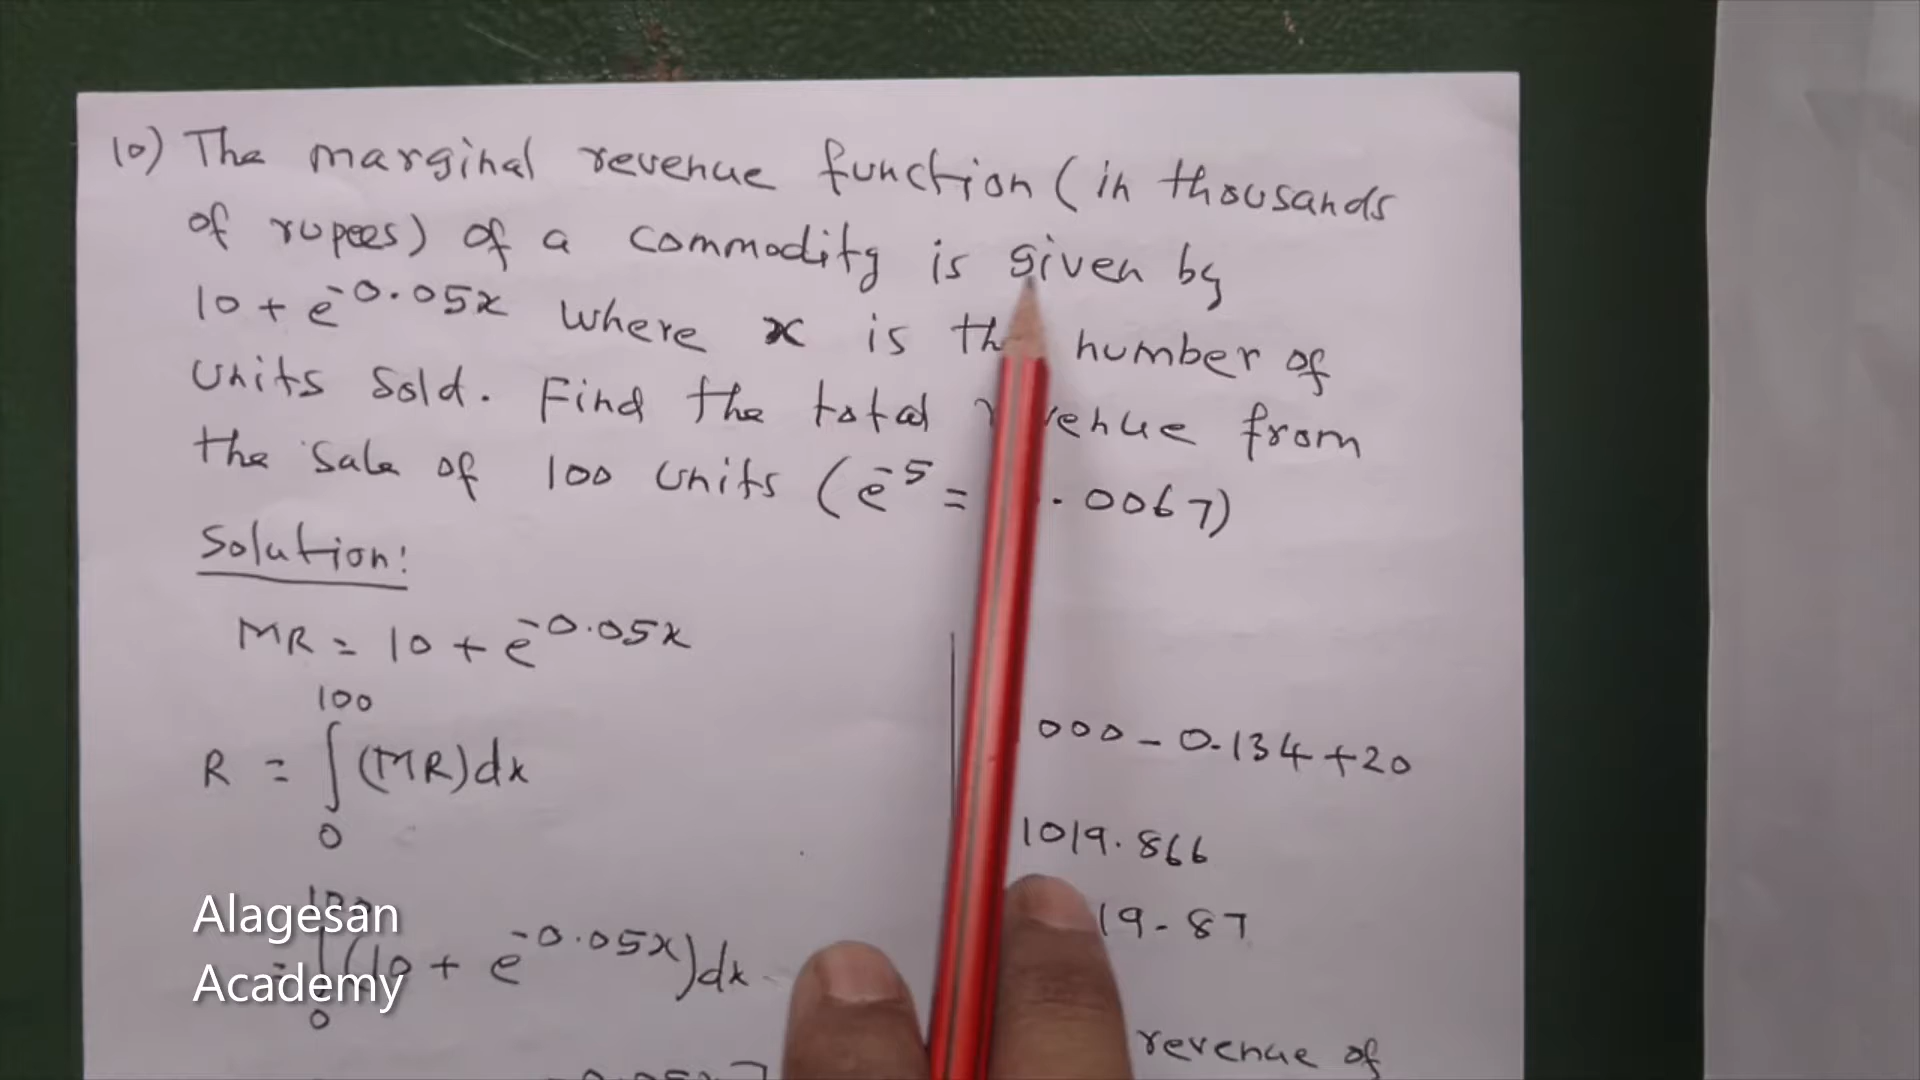 10) The marginal revenue function (in thousands
of rupees) of a commodity is given by
10 + e^-0.05x where x is the number of
units sold. Find the total revenue from
the sale of 100 units (e^-5 = .0067)
Solution:
MR = 10 + e^-0.05x
100
R = ∫ (MR)dx
0
100
= ∫ (10 + e^-0.05x)dx
0
000 - 0.134 + 20
1019.866
19.87
revenue of
Alagesan
Academy